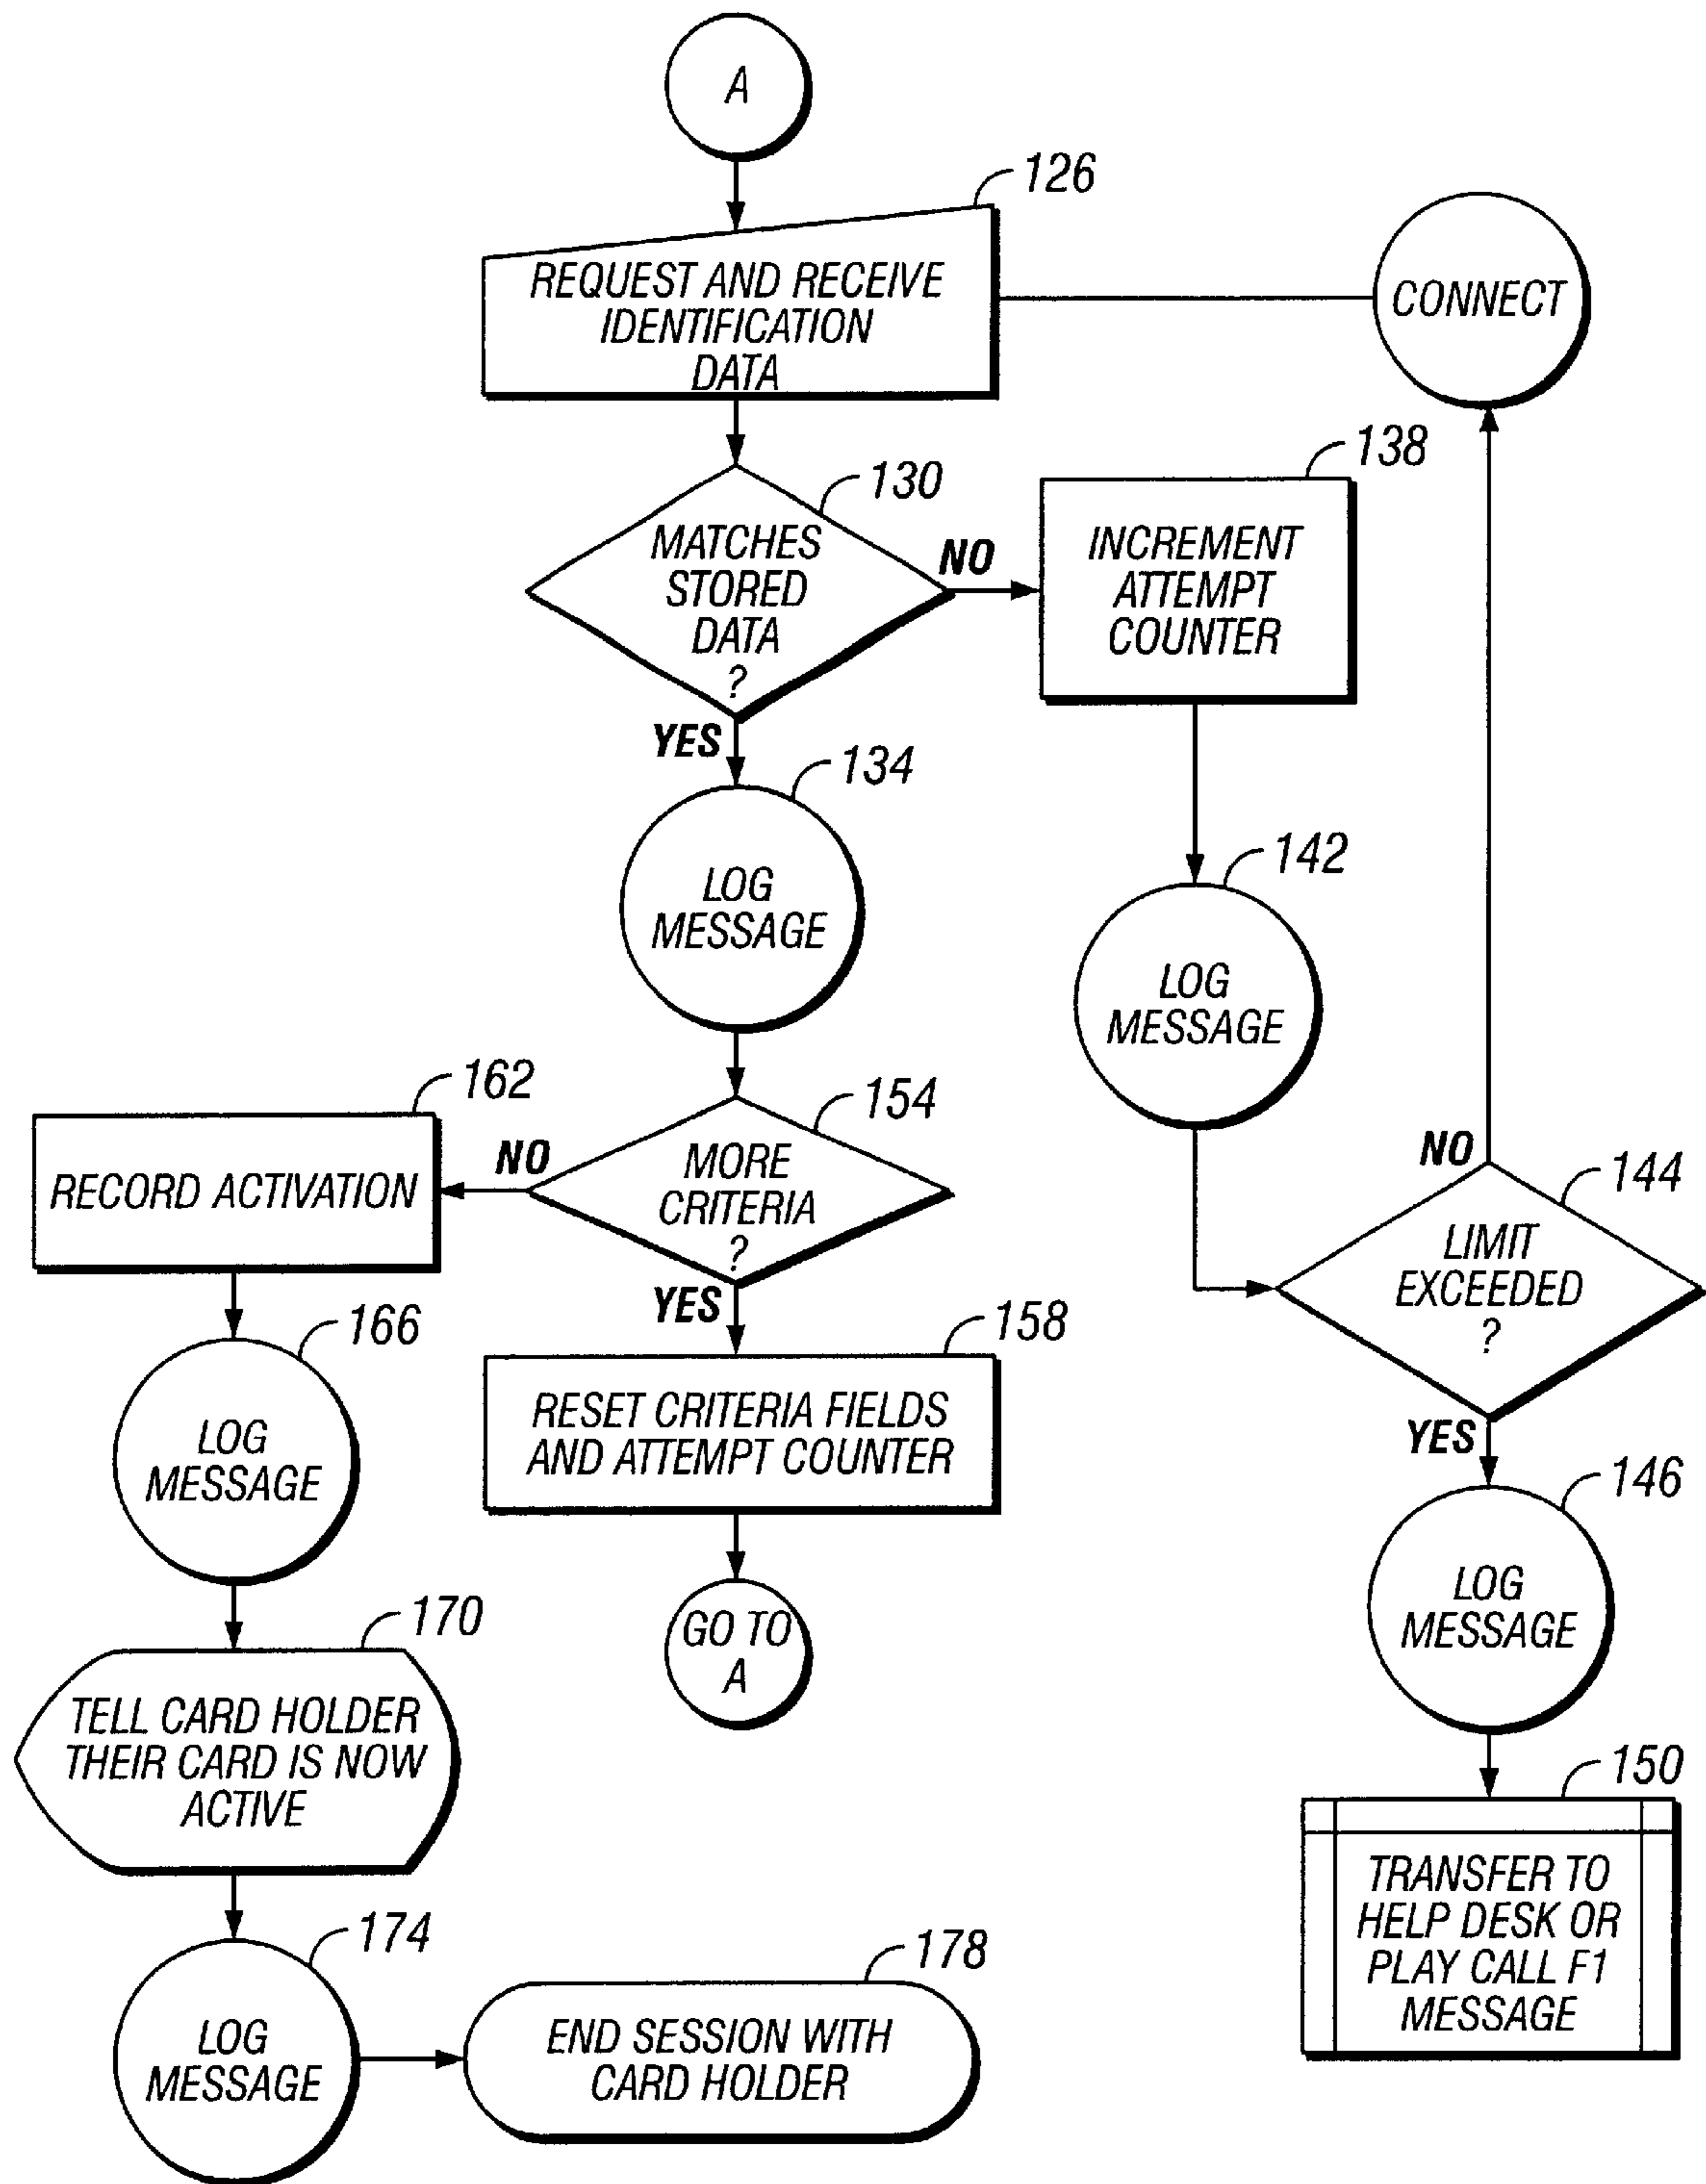 A
126
REQUEST AND RECEIVE
IDENTIFICATION
DATA
CONNECT
130
MATCHES
STORED
DATA
?
NO
YES
138
INCREMENT
ATTEMPT
COUNTER
134
LOG
MESSAGE
142
LOG
MESSAGE
162
RECORD ACTIVATION
154
MORE
CRITERIA
?
NO
YES
144
LIMIT
EXCEEDED
?
NO
YES
166
LOG
MESSAGE
158
RESET CRITERIA FIELDS
AND ATTEMPT COUNTER
146
LOG
MESSAGE
GO TO
A
170
TELL CARD HOLDER
THEIR CARD IS NOW
ACTIVE
150
TRANSFER TO
HELP DESK OR
PLAY CALL F1
MESSAGE
174
LOG
MESSAGE
178
END SESSION WITH
CARD HOLDER